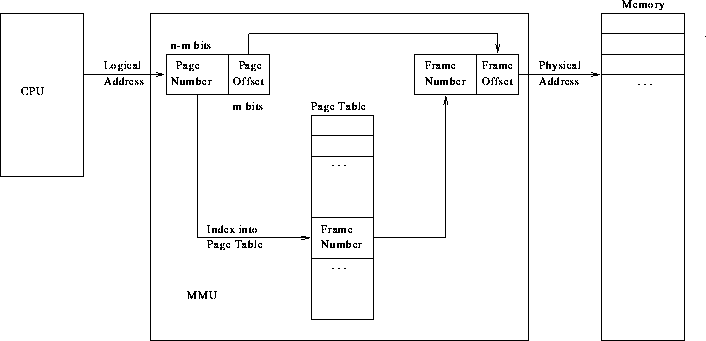 Memory
n-m bits
Logical
Address
Page
Number
Page
Offset
Frame
Number
Frame
Offset
Physical
Address
CPU
. . .
m bits
Page Table
. . .
Index into
Page Table
Frame
Number
. . .
MMU